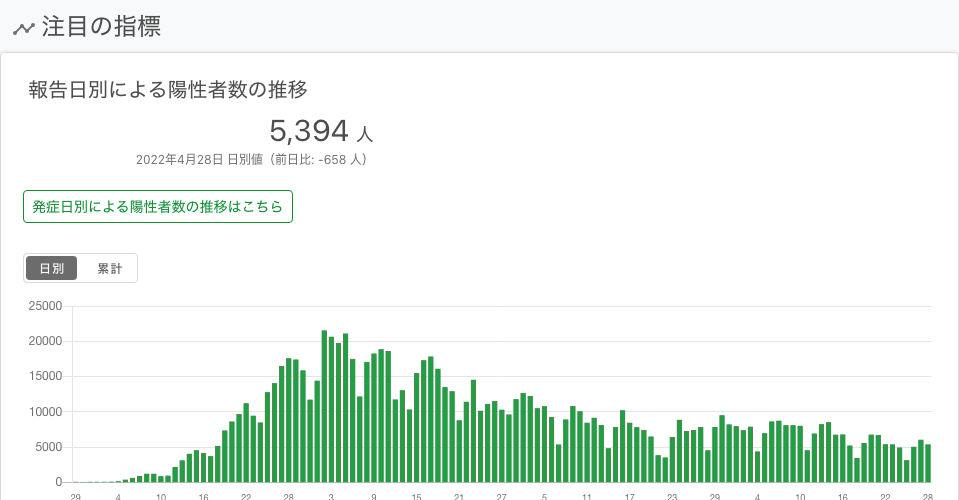 注目の指標
報告日別による陽性者数の推移
5,394 人
2022年4月28日 日別値（前日比: -658 人）
発症日別による陽性者数の推移はこちら
日別 累計
25000
20000
15000
10000
5000
0
29 4 10 16 22 28 3 9 15 21 27 5 11 17 23 29 4 10 16 22 28